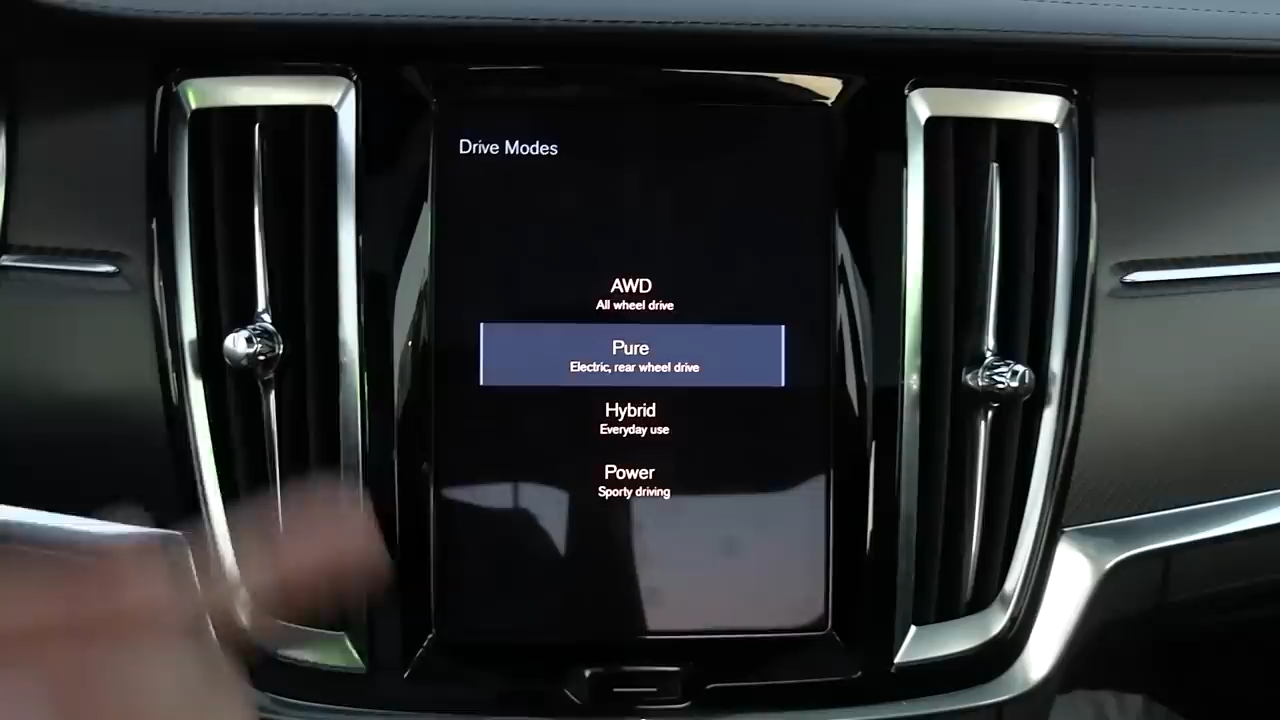 Drive Modes
AWD
All wheel drive
Pure
Electric, rear wheel drive
Hybrid
Everyday use
Power
Sporty driving